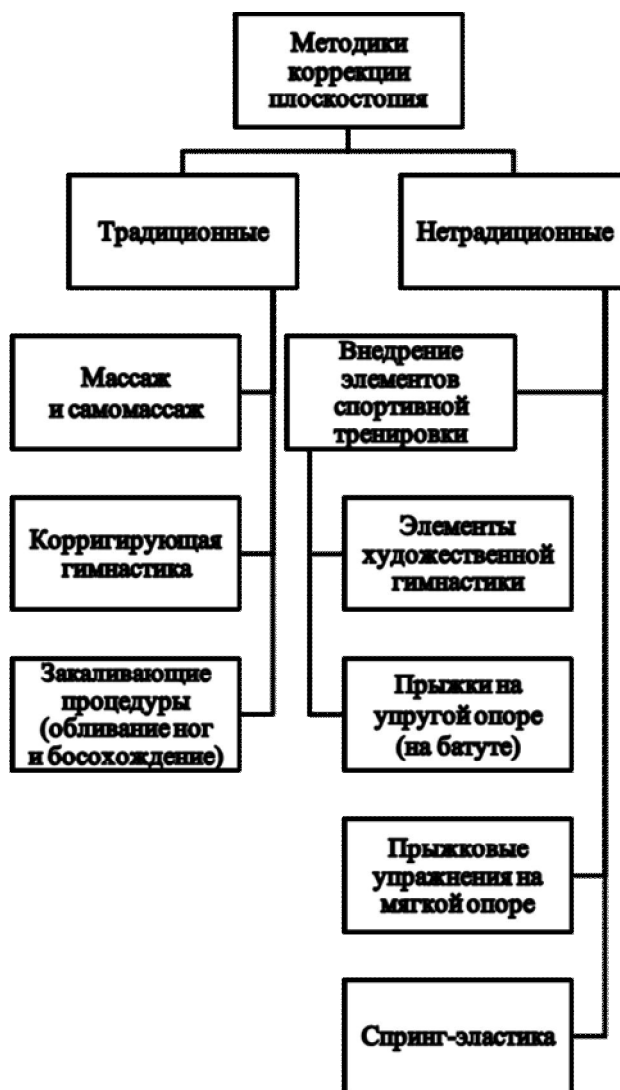 Методики
коррекции
плоскостопия
Традиционные
Нетрадиционные
Массаж
и самомассаж
Корригирующая
гимнастика
Закаливающие
процедуры
(обливание ног
и босохождение)
Внедрение
элементов
спортивной
тренировки
Элементы
художественной
гимнастики
Прыжки на
упругой опоре
(на батуте)
Прыжковые
упражнения на
мягкой опоре
Спринг-эластика